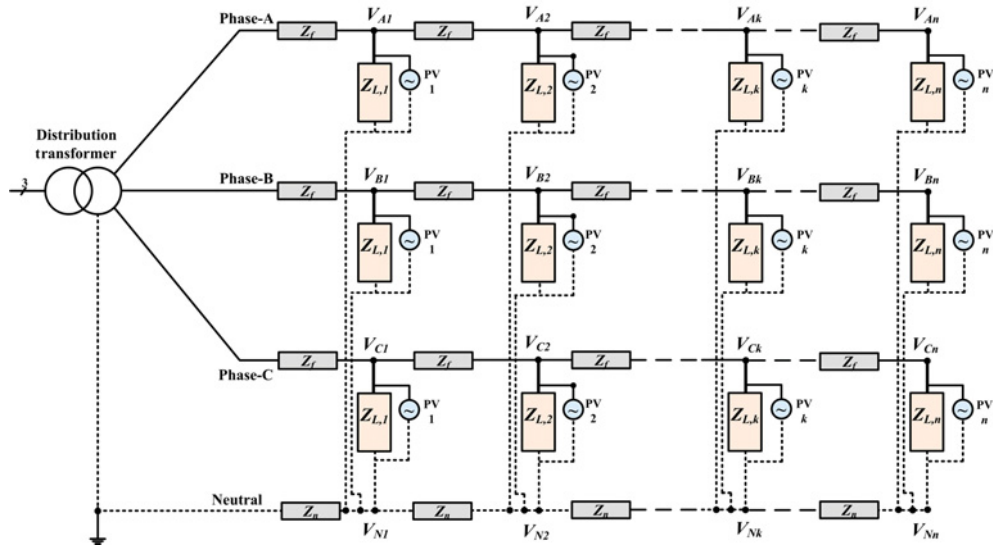 Phase-A
Z_f
V_A1
Z_f
V_A2
Z_f
V_Ak
Z_f
V_An
Z_L,1
PV
1
Z_L,2
PV
2
Z_L,k
PV
k
Z_L,n
PV
n
Distribution
transformer
3
Phase-B
Z_f
V_B1
Z_f
V_B2
Z_f
V_Bk
Z_f
V_Bn
Z_L,1
PV
1
Z_L,2
PV
2
Z_L,k
PV
k
Z_L,n
PV
n
Phase-C
Z_f
V_C1
Z_f
V_C2
Z_f
V_Ck
Z_f
V_Cn
Z_L,1
PV
1
Z_L,2
PV
2
Z_L,k
PV
k
Z_L,n
PV
n
Neutral
Z_n
V_N1
Z_n
V_N2
Z_n
V_Nk
Z_n
V_Nn